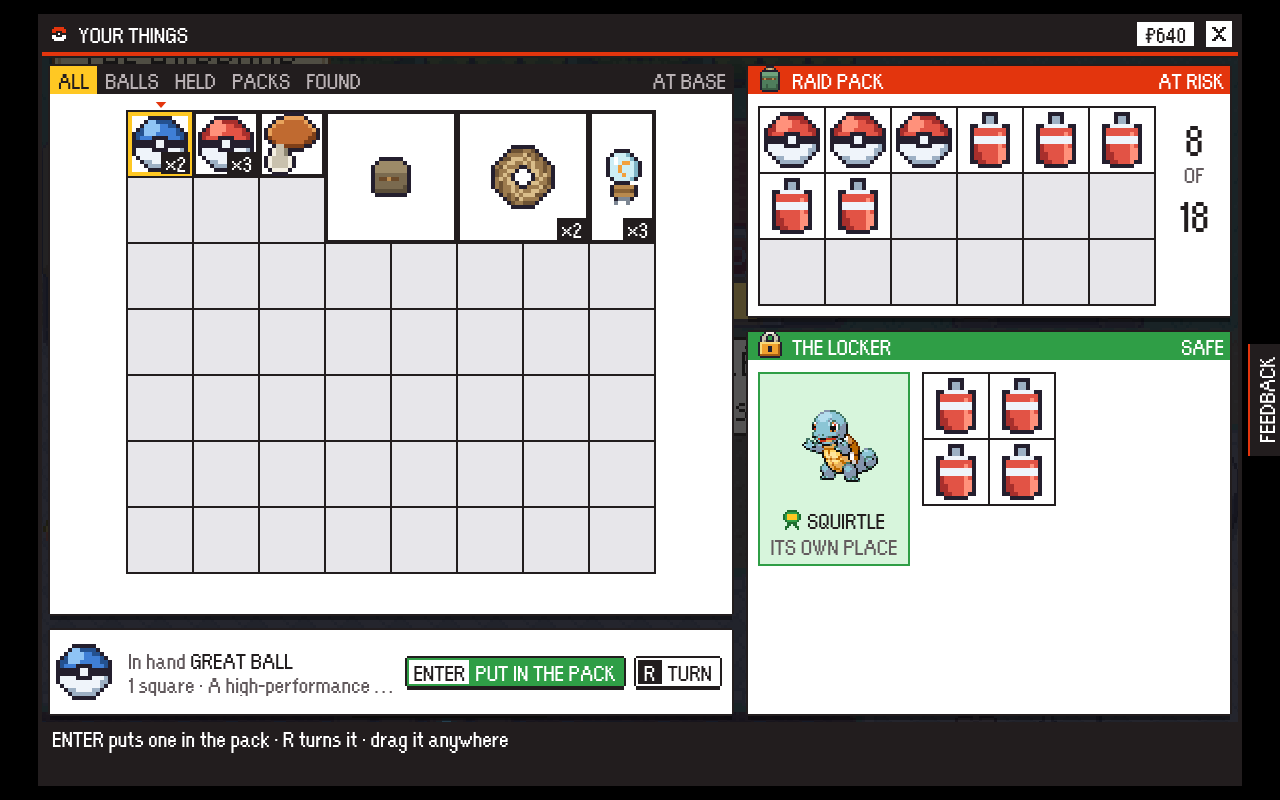 YOUR THINGS
₽640 X
ALL BALLS HELD PACKS FOUND AT BASE
×2 ×3
×2 ×3
RAID PACK AT RISK
8
OF
18
THE LOCKER SAFE
SQUIRTLE
ITS OWN PLACE
In hand GREAT BALL
1 square · A high-performance ...
ENTER PUT IN THE PACK
R TURN
ENTER puts one in the pack · R turns it · drag it anywhere
FEEDBACK